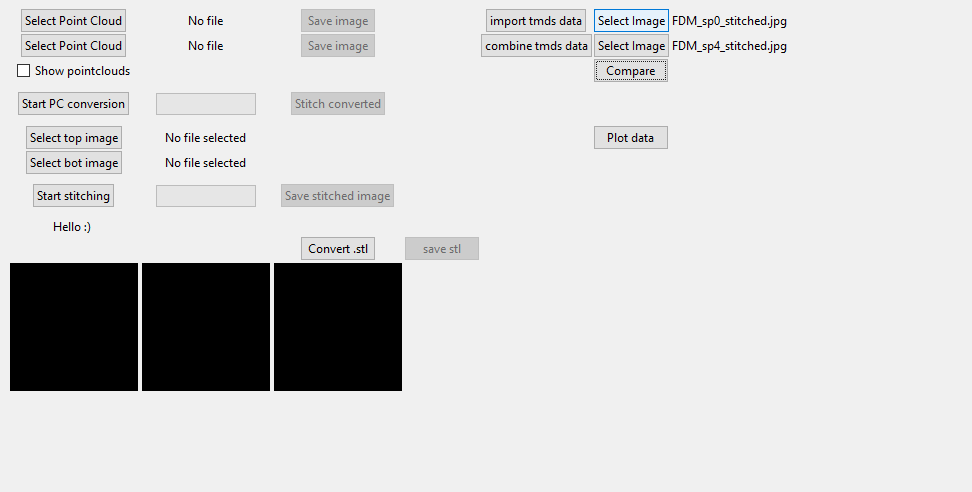 Select Point Cloud No file Save image import tmds data Select Image FDM_sp0_stitched.jpg
Select Point Cloud No file Save image combine tmds data Select Image FDM_sp4_stitched.jpg
Show pointclouds Compare
Start PC conversion Stitch converted
Select top image No file selected Plot data
Select bot image No file selected
Start stitching Save stitched image
Hello :)
Convert .stl save stl